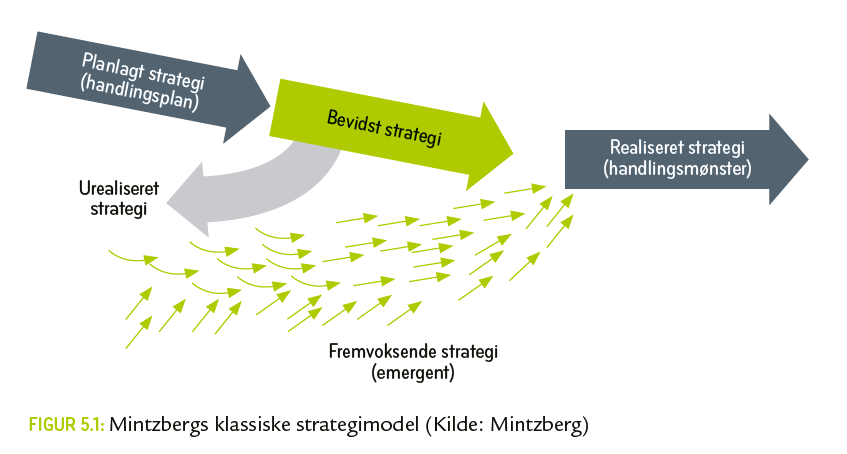 Planlagt strategi
(handlingsplan)
Bevidst strategi
Realiseret strategi
(handlingsmønster)
Urealiseret
strategi
Fremvoksende strategi
(emergent)
FIGUR 5.1: Mintzbergs klassiske strategimodel (Kilde: Mintzberg)